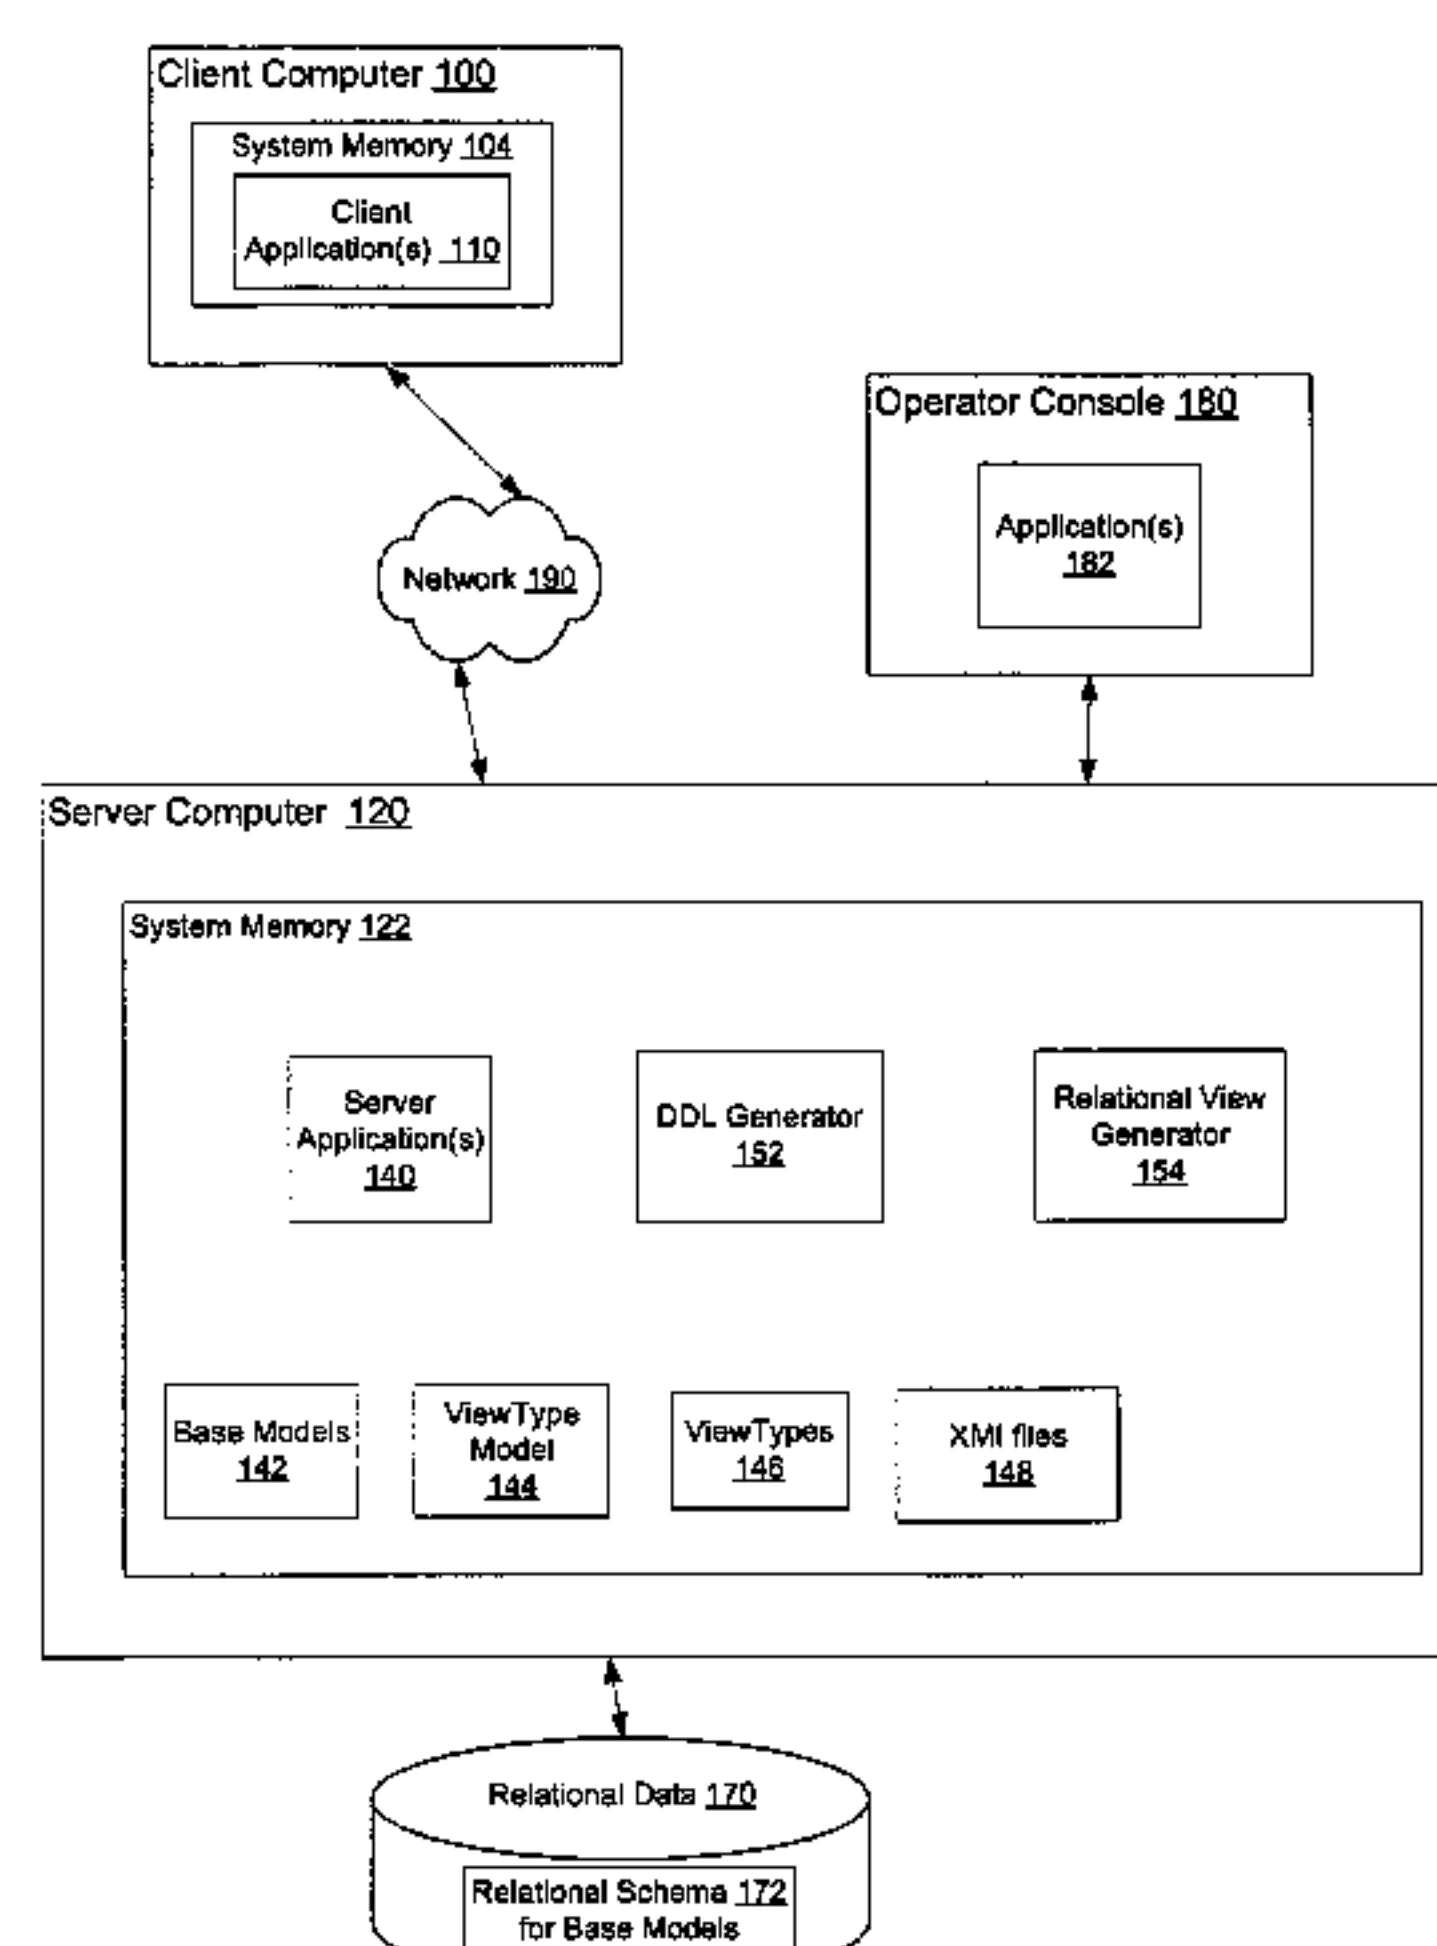 Client Computer 100
System Memory 104
Client
Application(s) 110
Operator Console 180
Application(s)
182
Network 190
Server Computer 120
System Memory 122
Server
Application(s)
140
DDL Generator
152
Relational View
Generator
154
Base Models
142
ViewType
Model
144
ViewTypes
146
XMI files
148
Relational Data 170
Relational Schema 172
for Base Models